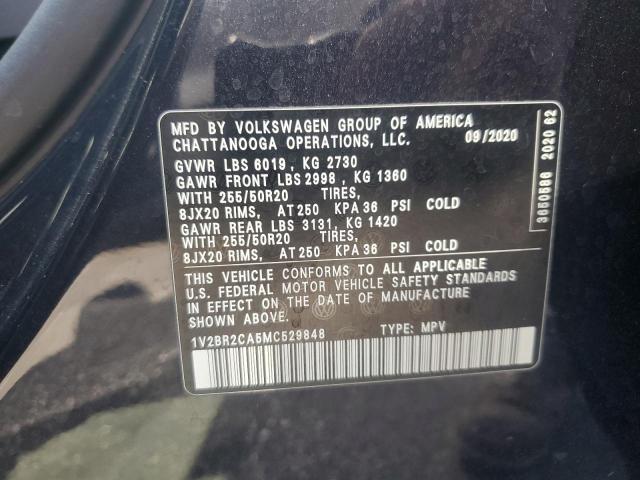 MFD BY VOLKSWAGEN GROUP OF AMERICA
CHATTANOOGA OPERATIONS, LLC. 09/2020
GVWR LBS 6019, KG 2730
GAWR FRONT LBS 2998, KG 1360
WITH 255/50R20 TIRES,
8JX20 RIMS, AT 250 KPA 36 PSI COLD
GAWR REAR LBS 3131, KG 1420
WITH 255/50R20 TIRES,
8JX20 RIMS, AT 250 KPA 36 PSI COLD
THIS VEHICLE CONFORMS TO ALL APPLICABLE
U.S. FEDERAL MOTOR VEHICLE SAFETY STANDARDS
IN EFFECT ON THE DATE OF MANUFACTURE
SHOWN ABOVE.
1V2BR2CA5MC529848 TYPE: MPV
3650586 2020 62